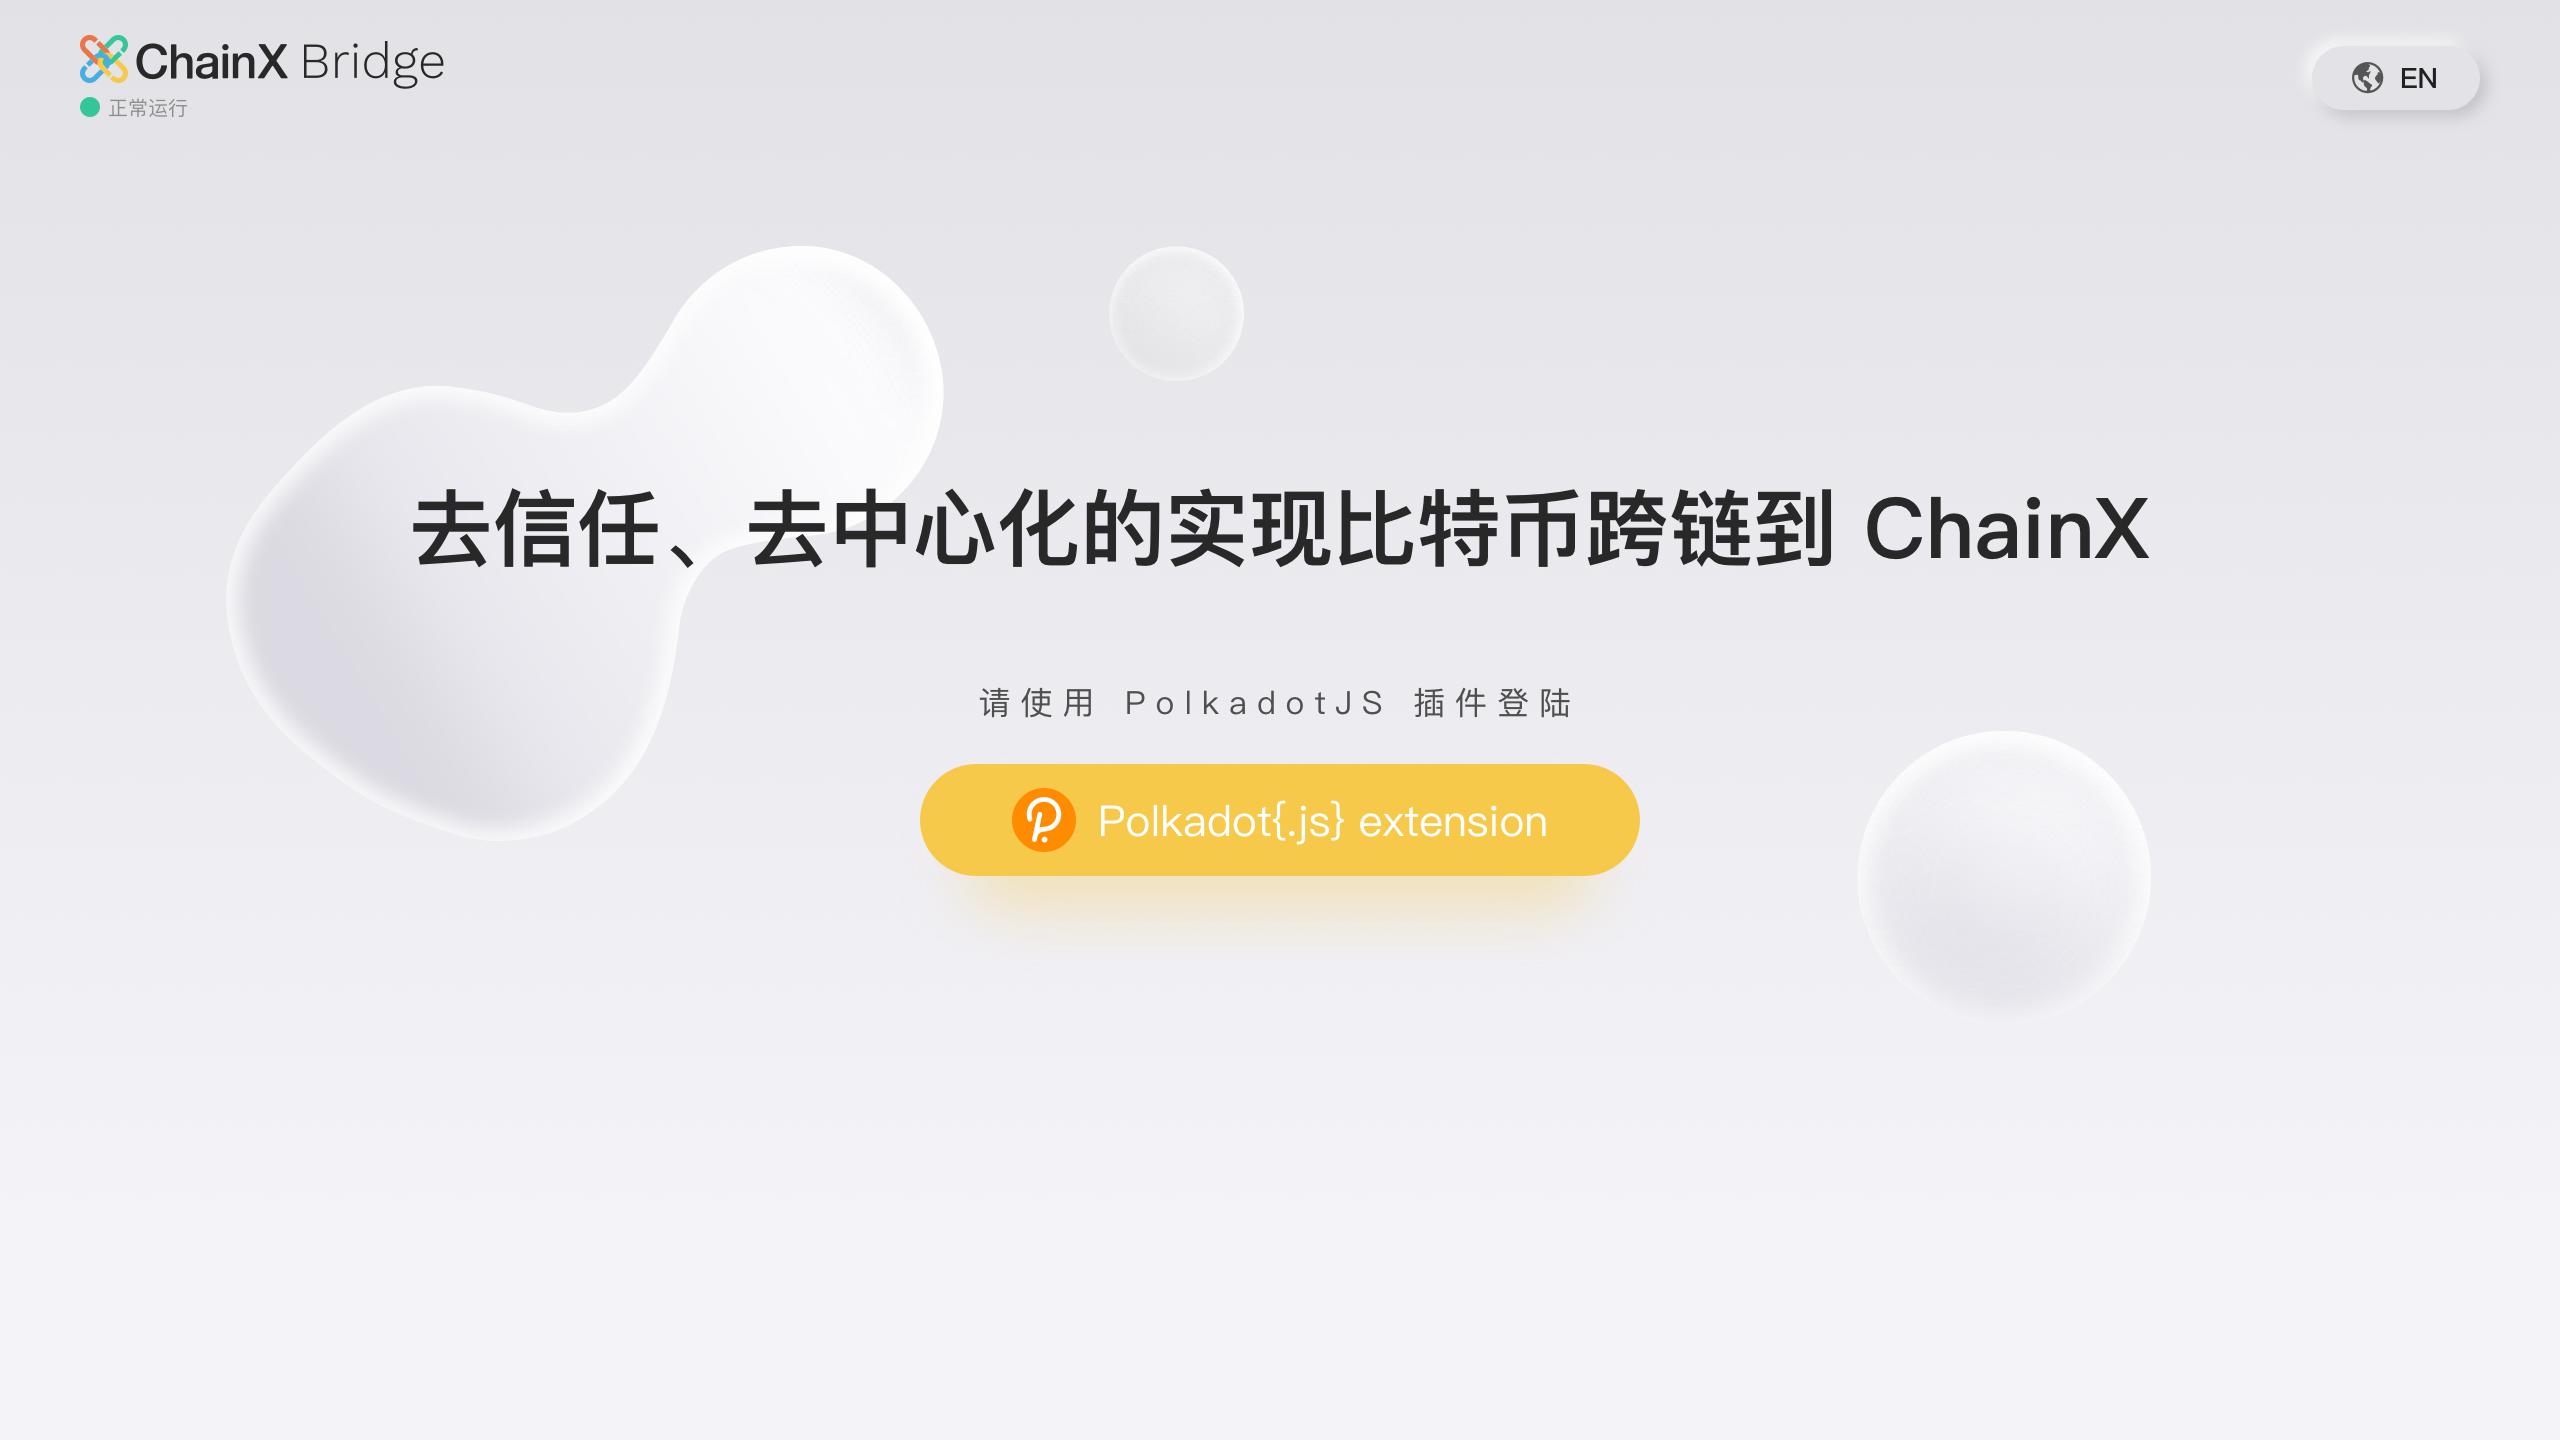 ChainX Bridge
正常运行
EN
去信任、去中心化的实现比特币跨链到 ChainX
请使用 PolkadotJS 插件登陆
Polkadot{.js} extension